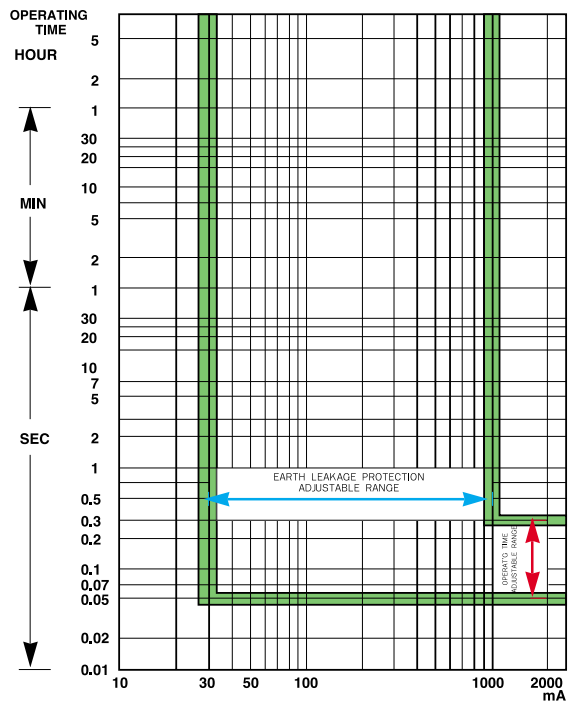 OPERATING
TIME
HOUR
5
2
1
30
20
10
MIN
5
2
1
30
20
10
7
5
SEC
2
1
EARTH LEAKAGE PROTECTION
ADJUSTABLE RANGE
0.5
0.3
0.2
OPERAT'G TIME
ADJUSTABLE RANGE
0.1
0.07
0.05
0.02
0.01
10 30 50 100 1000 2000
mA